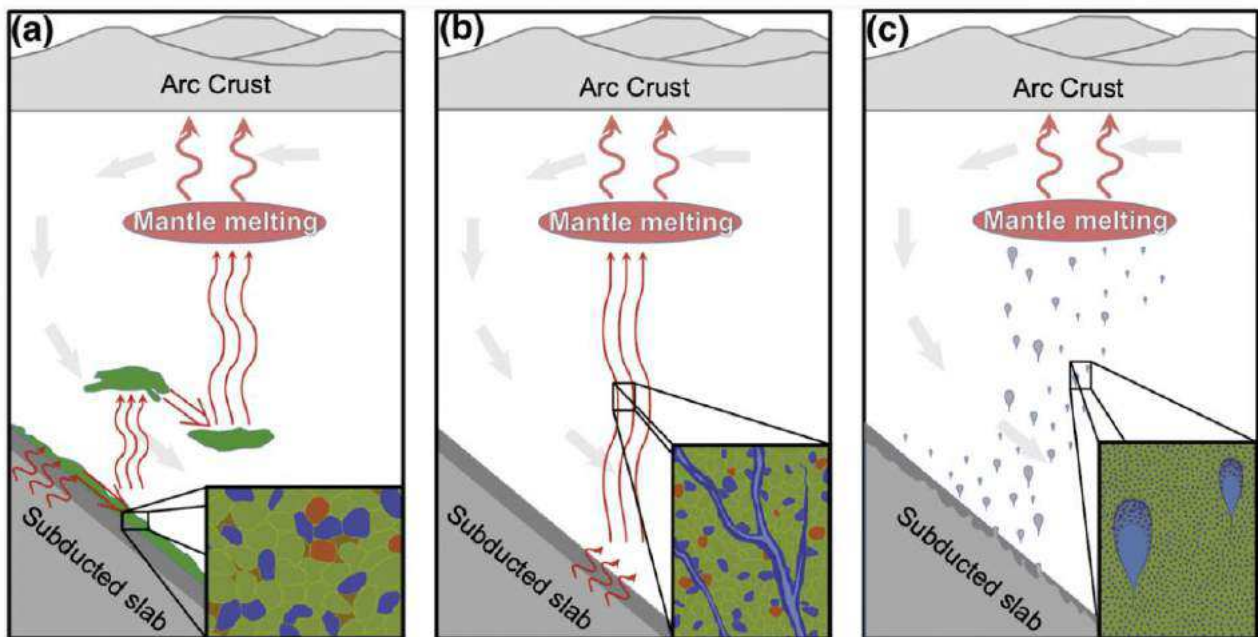 (a)
Arc Crust
Mantle melting
Subducted slab
(b)
Arc Crust
Mantle melting
Subducted slab
(c)
Arc Crust
Mantle melting
Subducted slab